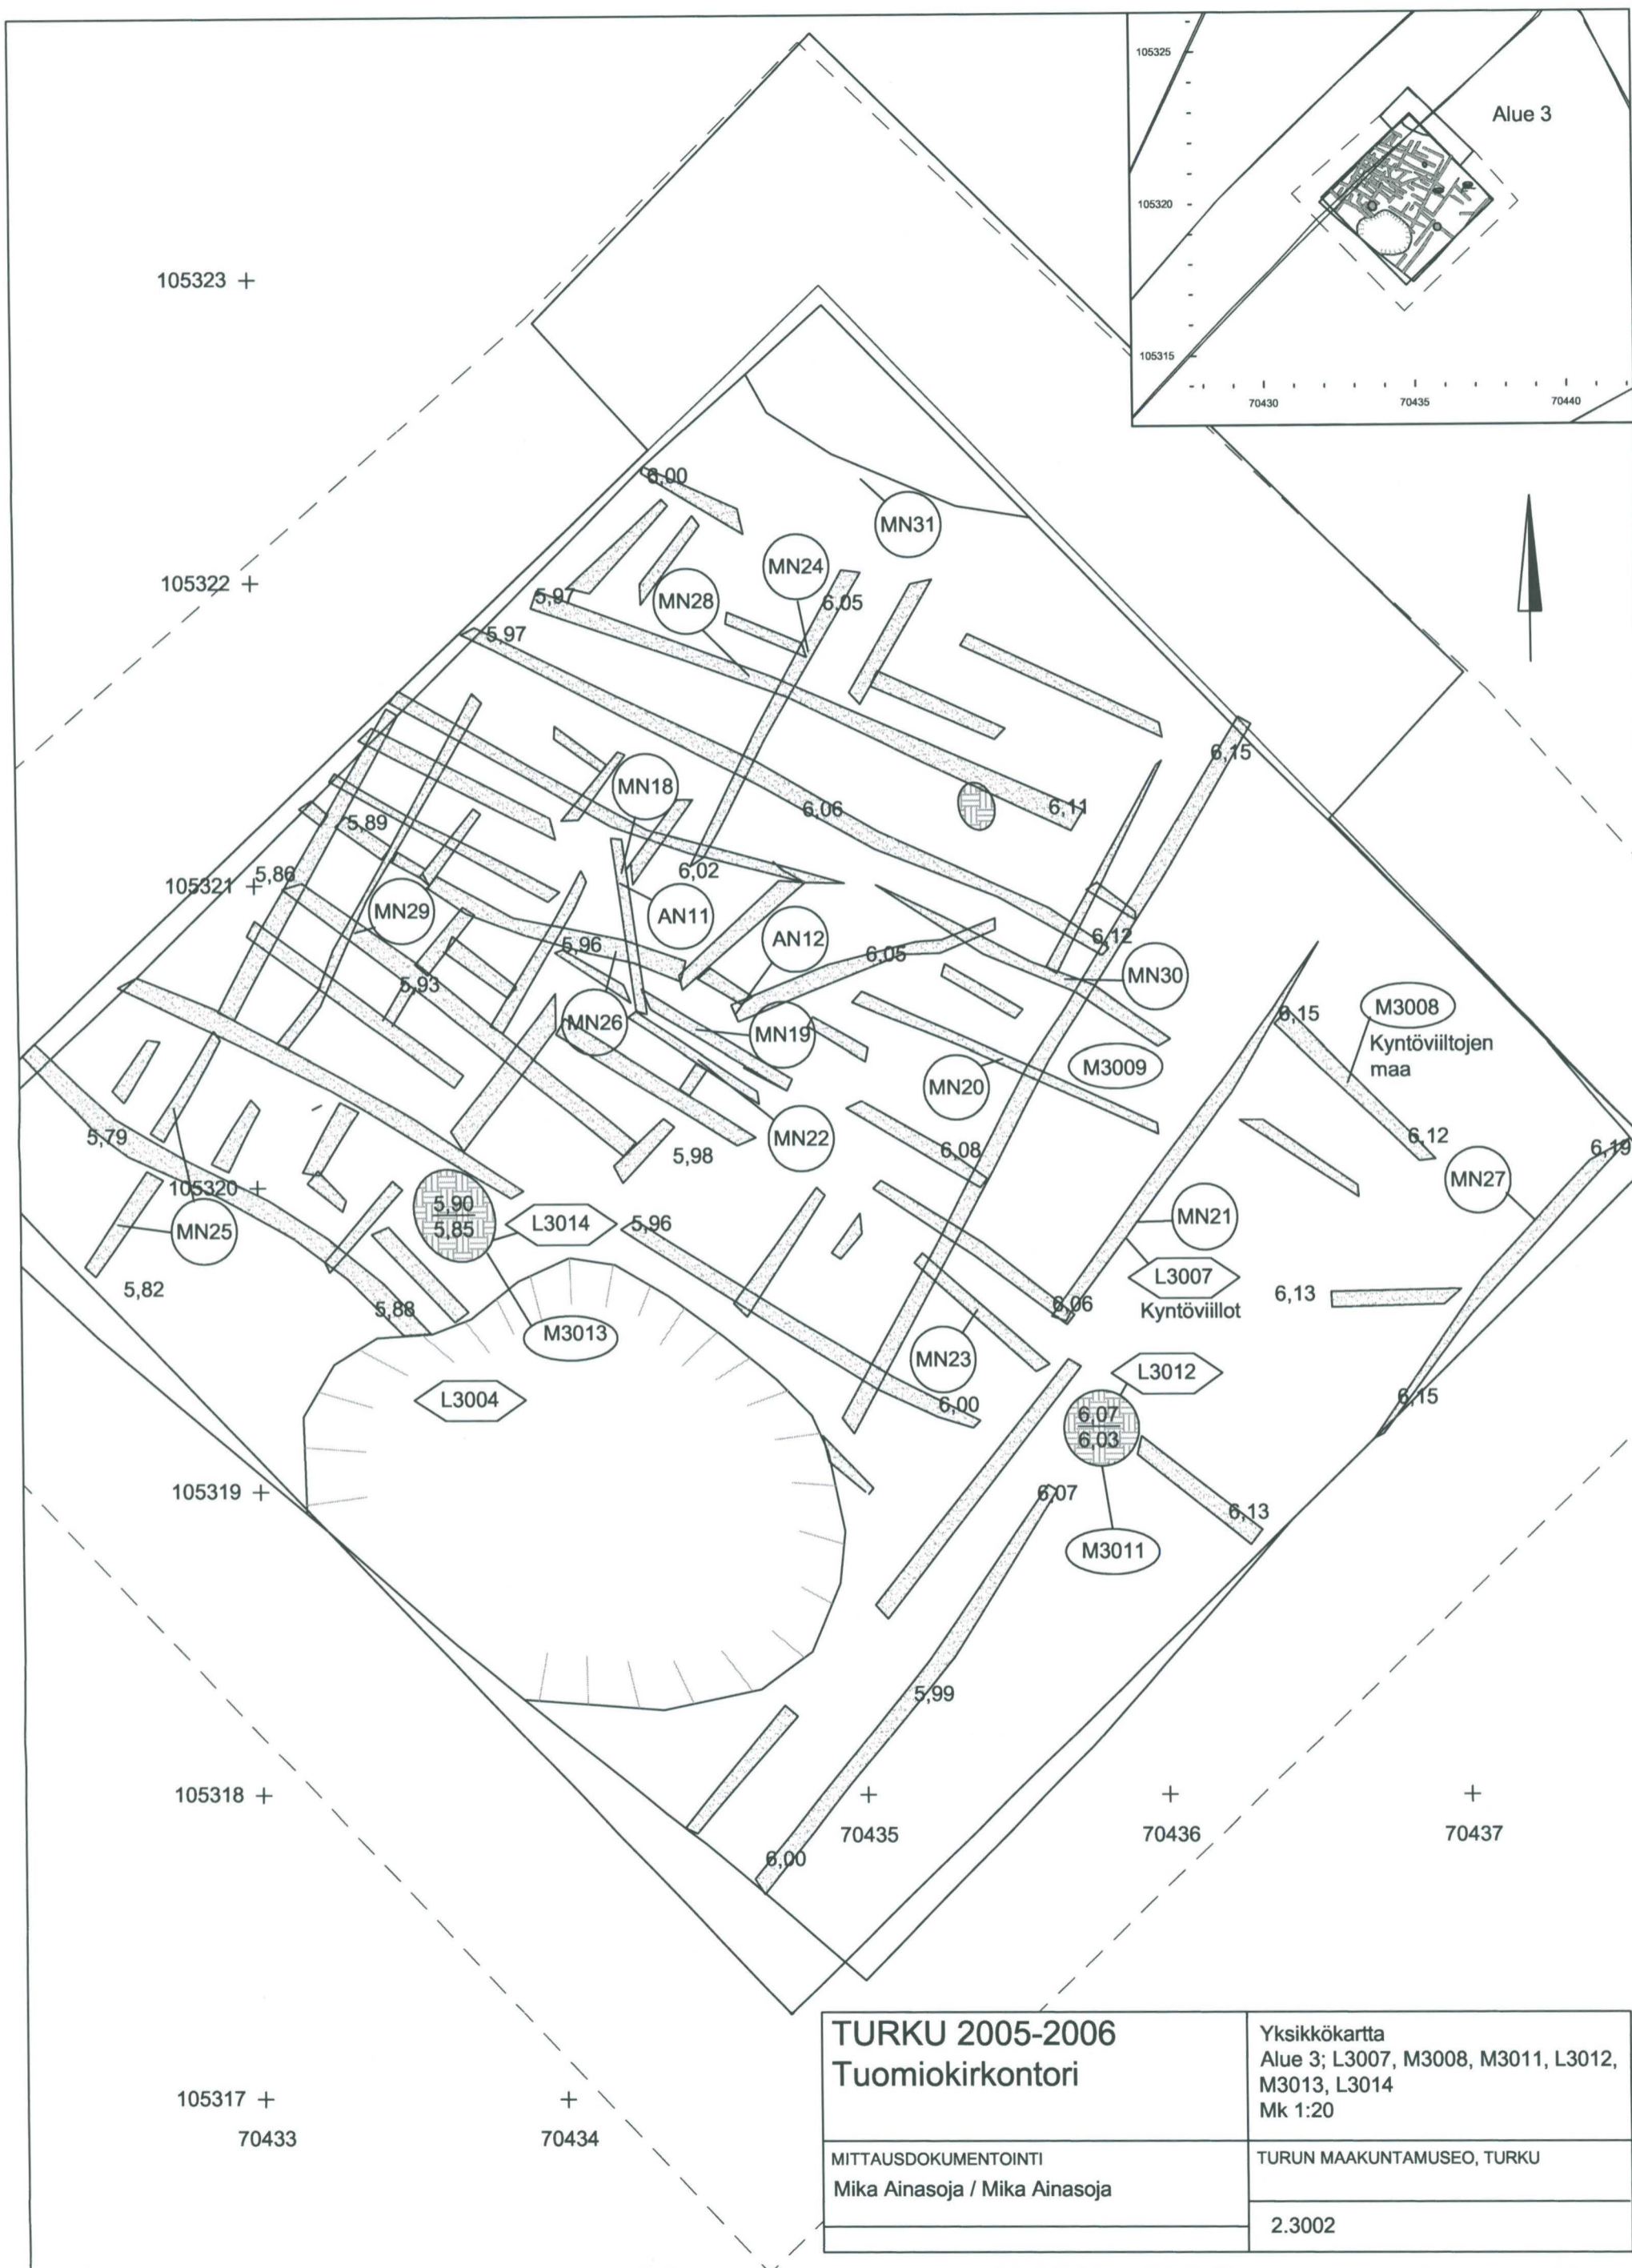 105325
Alue 3
105320
105315
70430
70435
70440
105323
6,00
MN31
MN24
105322
5,97
MN28
6,05
5,97
6,15
MN18
6,06
6,11
5,89
6,02
105321
5,86
MN29
AN11
AN12
6,12
5,96
6,05
MN30
5,93
M3008
6,15
MN26
MN19
Kyntöviiltojen
maa
M3009
MN20
5,79
MN22
6,12
6,19
5,98
6,08
MN27
105320
5,90
5,85
L3014
5,96
MN21
MN25
L3007
5,82
6,13
5,88
6,06
Kyntöviillot
M3013
MN23
L3012
L3004
6,00
6,15
6,07
6,03
105319
6,07
6,13
M3011
5,99
105318
70435
70436
70437
6,00
TURKU 2005-2006
Tuomiokirkontori
Yksikkökartta
Alue 3; L3007, M3008, M3011, L3012,
M3013, L3014
Mk 1:20
105317
70433
70434
MITTAUSDOKUMENTOINTI
Mika Ainasoja / Mika Ainasoja
TURUN MAAKUNTAMUSEO, TURKU
2.3002